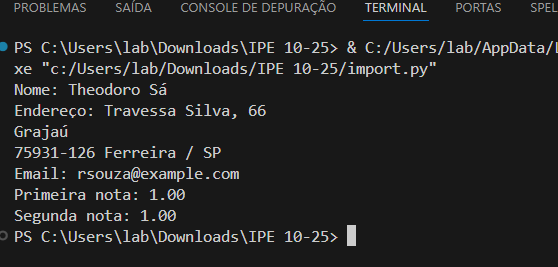 PROBLEMAS SAÍDA CONSOLE DE DEPURAÇÃO TERMINAL PORTAS SPEL
PS C:\Users\lab\Downloads\IPE 10-25> & C:/Users/lab/AppData/
xe "c:/Users/lab/Downloads/IPE 10-25/import.py"
Nome: Theodoro Sá
Endereço: Travessa Silva, 66
Grajaú
75931-126 Ferreira / SP
Email: rsouza@example.com
Primeira nota: 1.00
Segunda nota: 1.00
PS C:\Users\lab\Downloads\IPE 10-25>